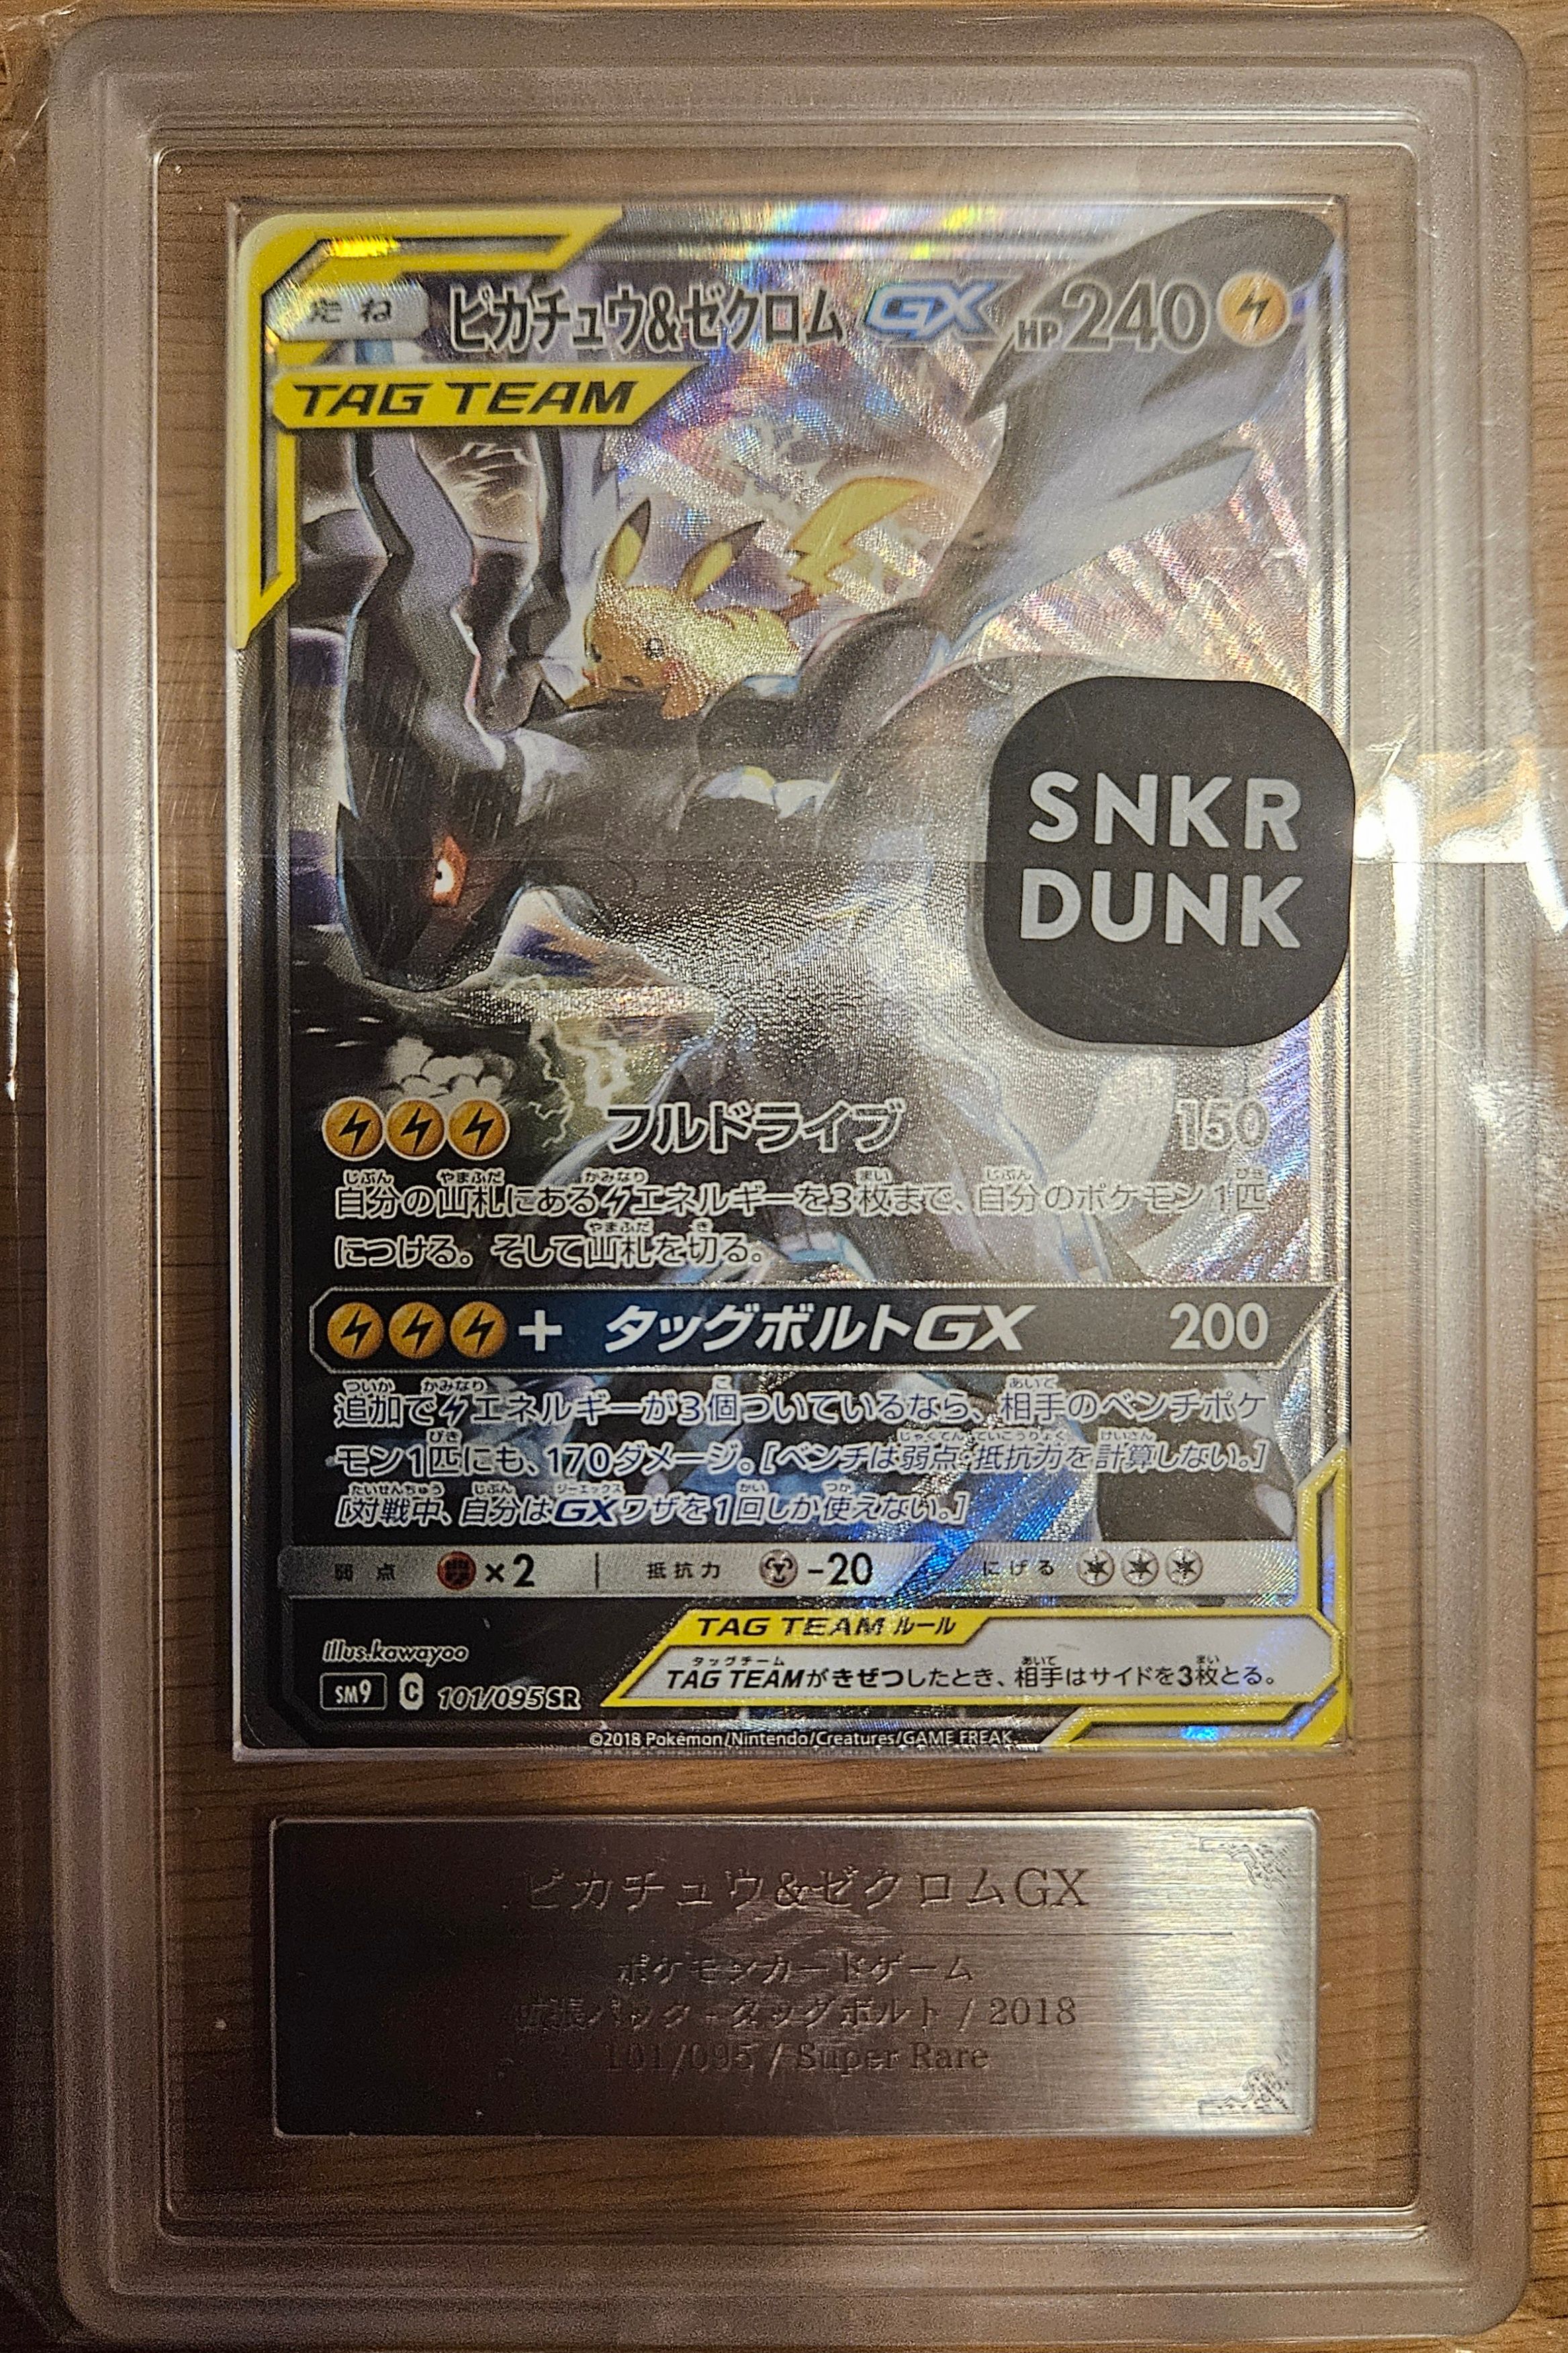 たね
ピカチュウ&ゼクロムGX HP240
TAG TEAM
SNKR
DUNK
フルドライブ 150
自分の山札にあるエネルギーを3枚まで、自分のポケモン1匹
につける。そして山札を切る。
+ タッグボルトGX 200
追加でエネルギーが3個ついているなら、相手のベンチポケ
モン1匹にも、170ダメージ。[ベンチは弱点・抵抗力を計算しない。]
[対戦中、自分はGXワザを1回しか使えない。]
弱点 ×2 抵抗力 -20 にげる
TAG TEAM ルール
TAG TEAMがきぜつしたとき、相手はサイドを3枚とる。
illus.kawayoo
SM9 C 101/095 SR
©2018 Pokémon/Nintendo/Creatures/GAME FREAK.
ピカチュウ&ゼクロムGX
ポケモンカードゲーム
拡張パック - タッグボルト / 2018
101/095 / Super Rare